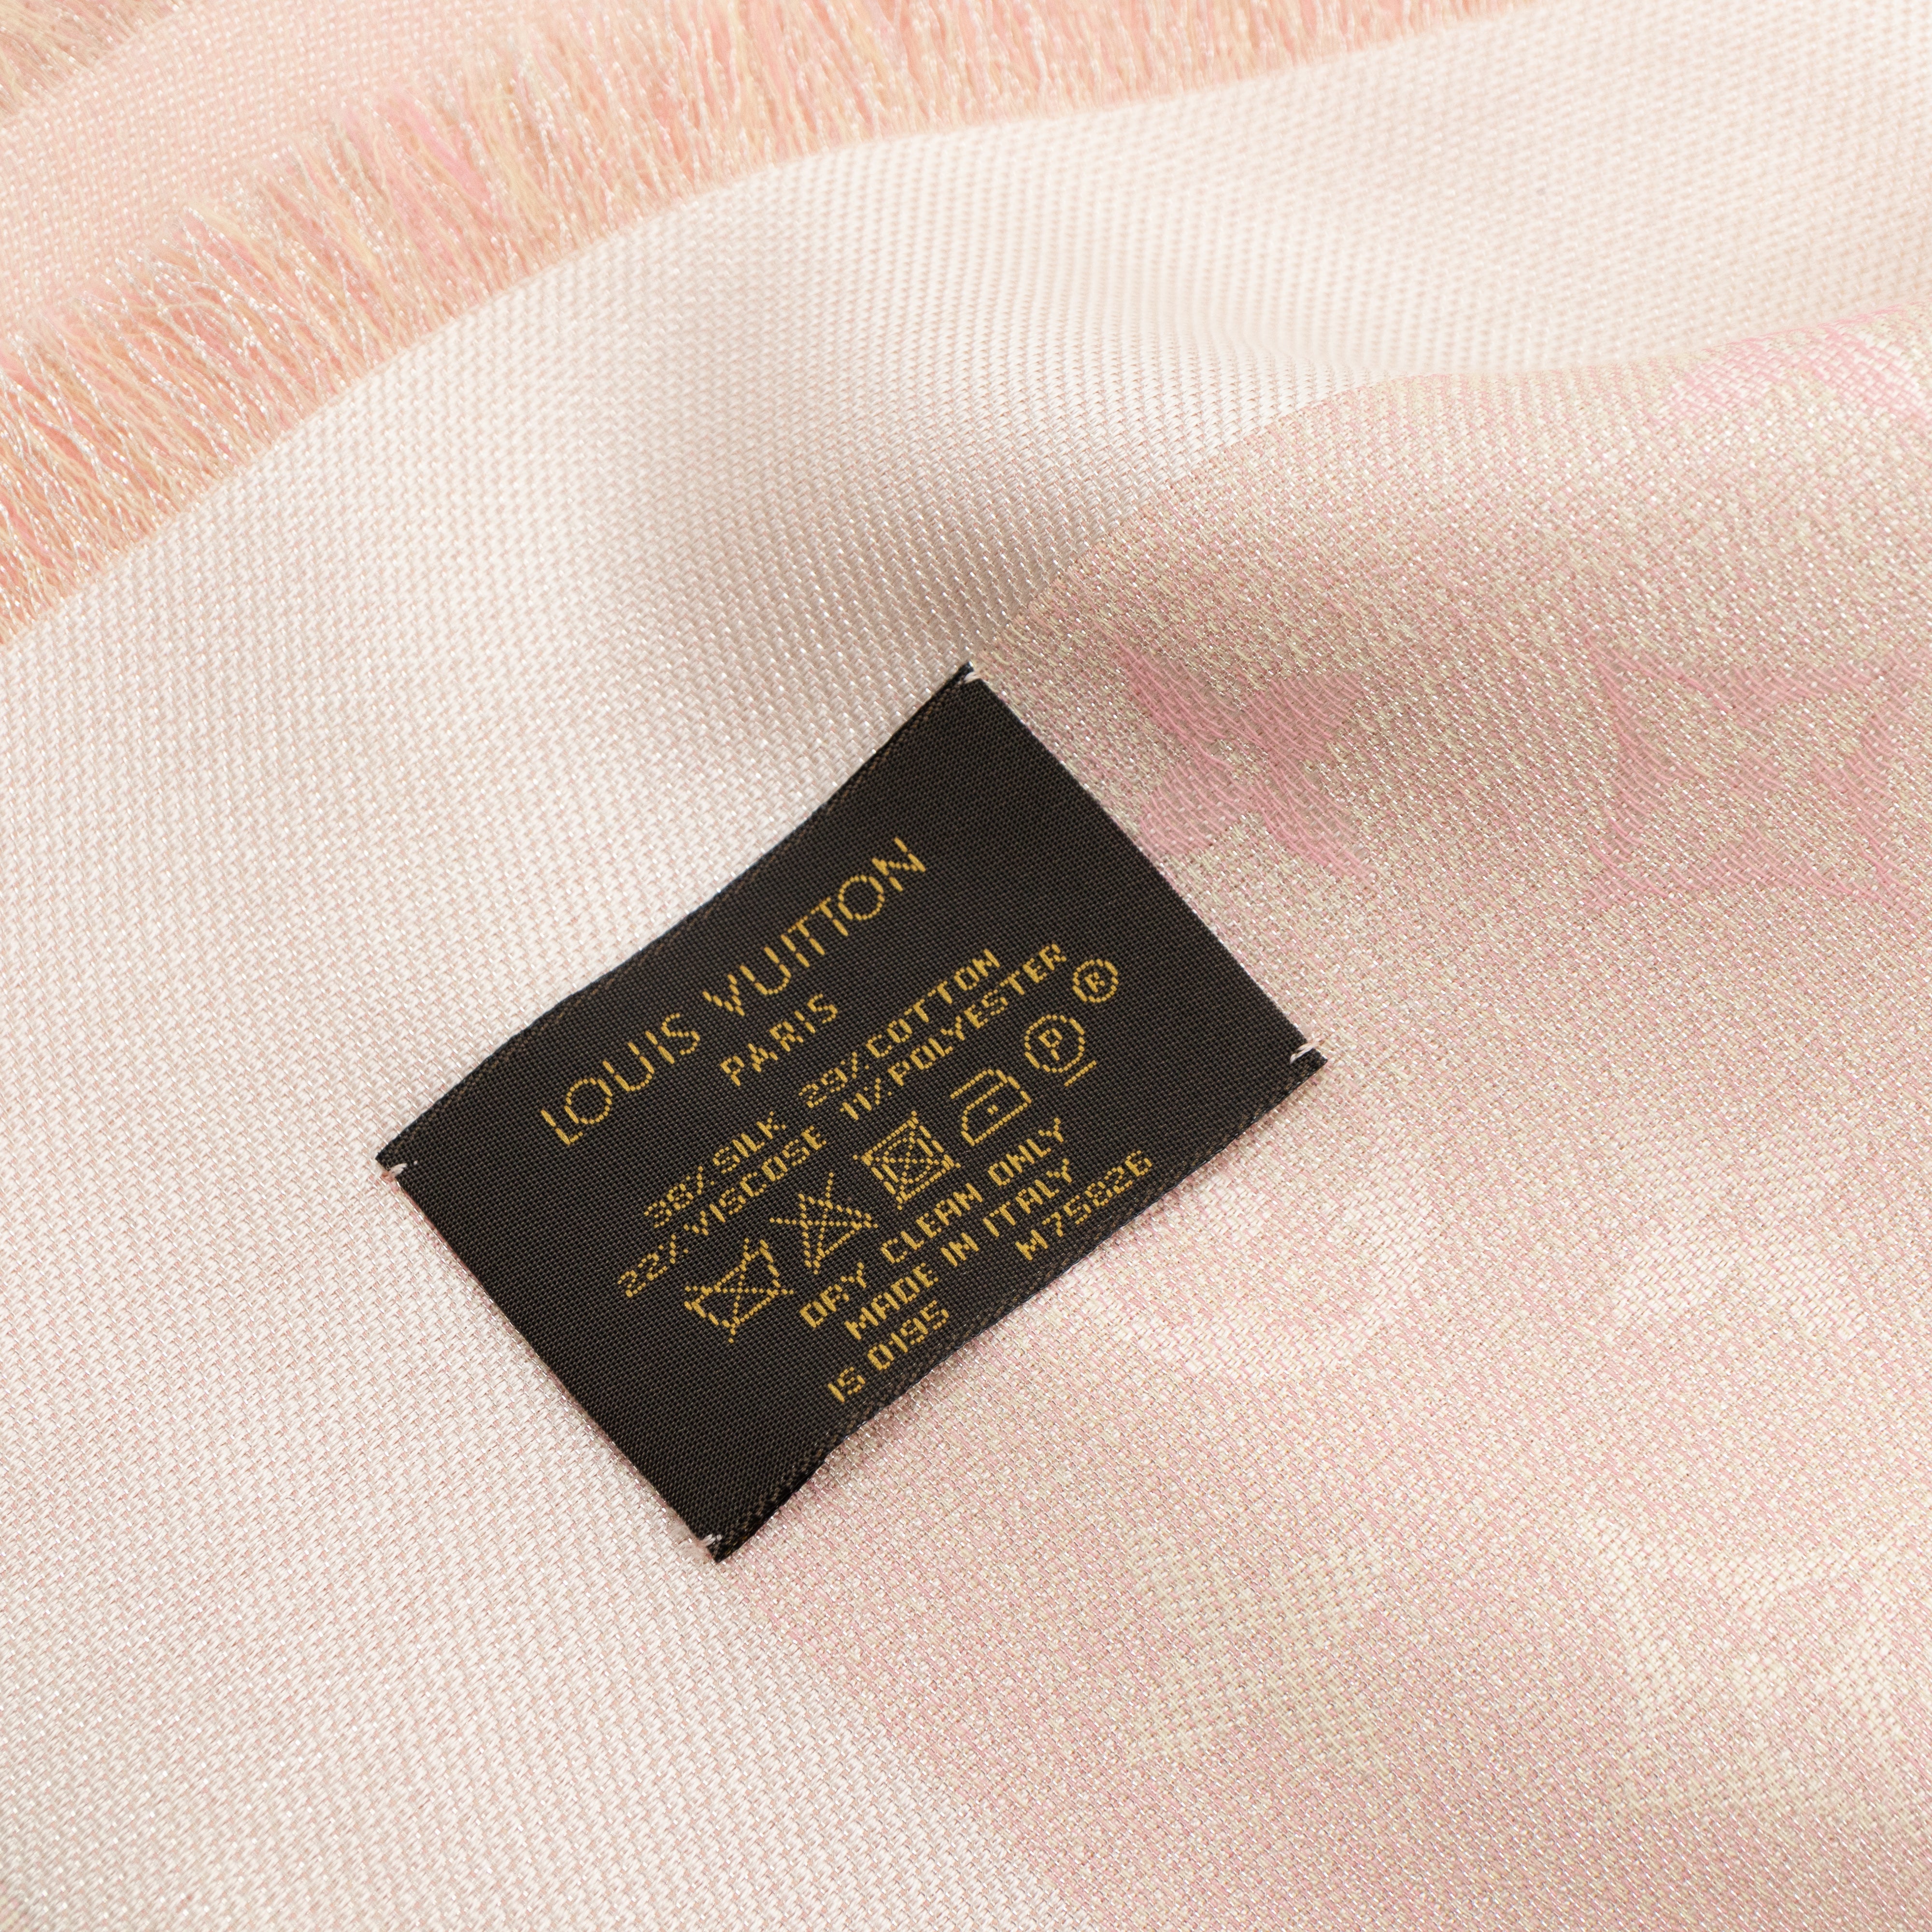 LOUIS VUITTON
PARIS
38% SILK 29% COTTON
22% VISCOSE 11% POLYESTER
P ®
DRY CLEAN ONLY
MADE IN ITALY
IS 0195 M75826